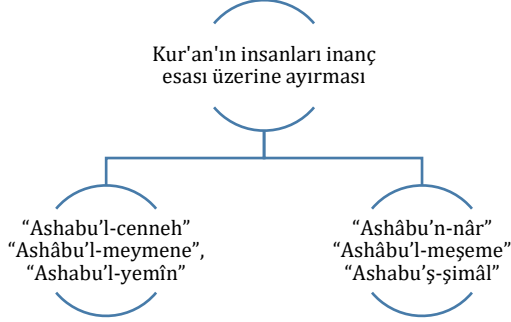 Kur'an'ın insanları inanç
esası üzerine ayırması
“Ashabu’l-cenneh”
“Ashâbu’l-meymene”,
“Ashabu’l-yemîn”
“Ashâbu’n-nâr”
“Ashâbu’l-meşeme”
“Ashabu’ş-şimâl”